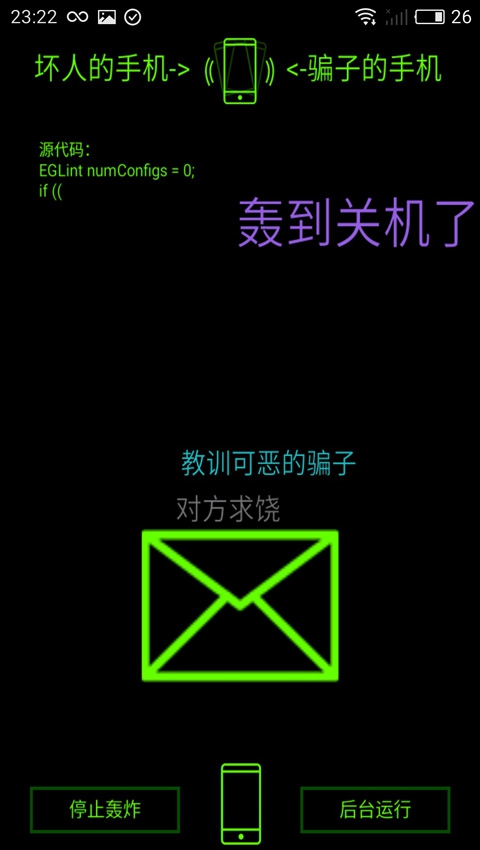 23:22 26
坏人的手机-> <-骗子的手机
源代码：
EGLint numConfigs = 0;
if ((
轰到关机了
教训可恶的骗子
对方求饶
停止轰炸 后台运行